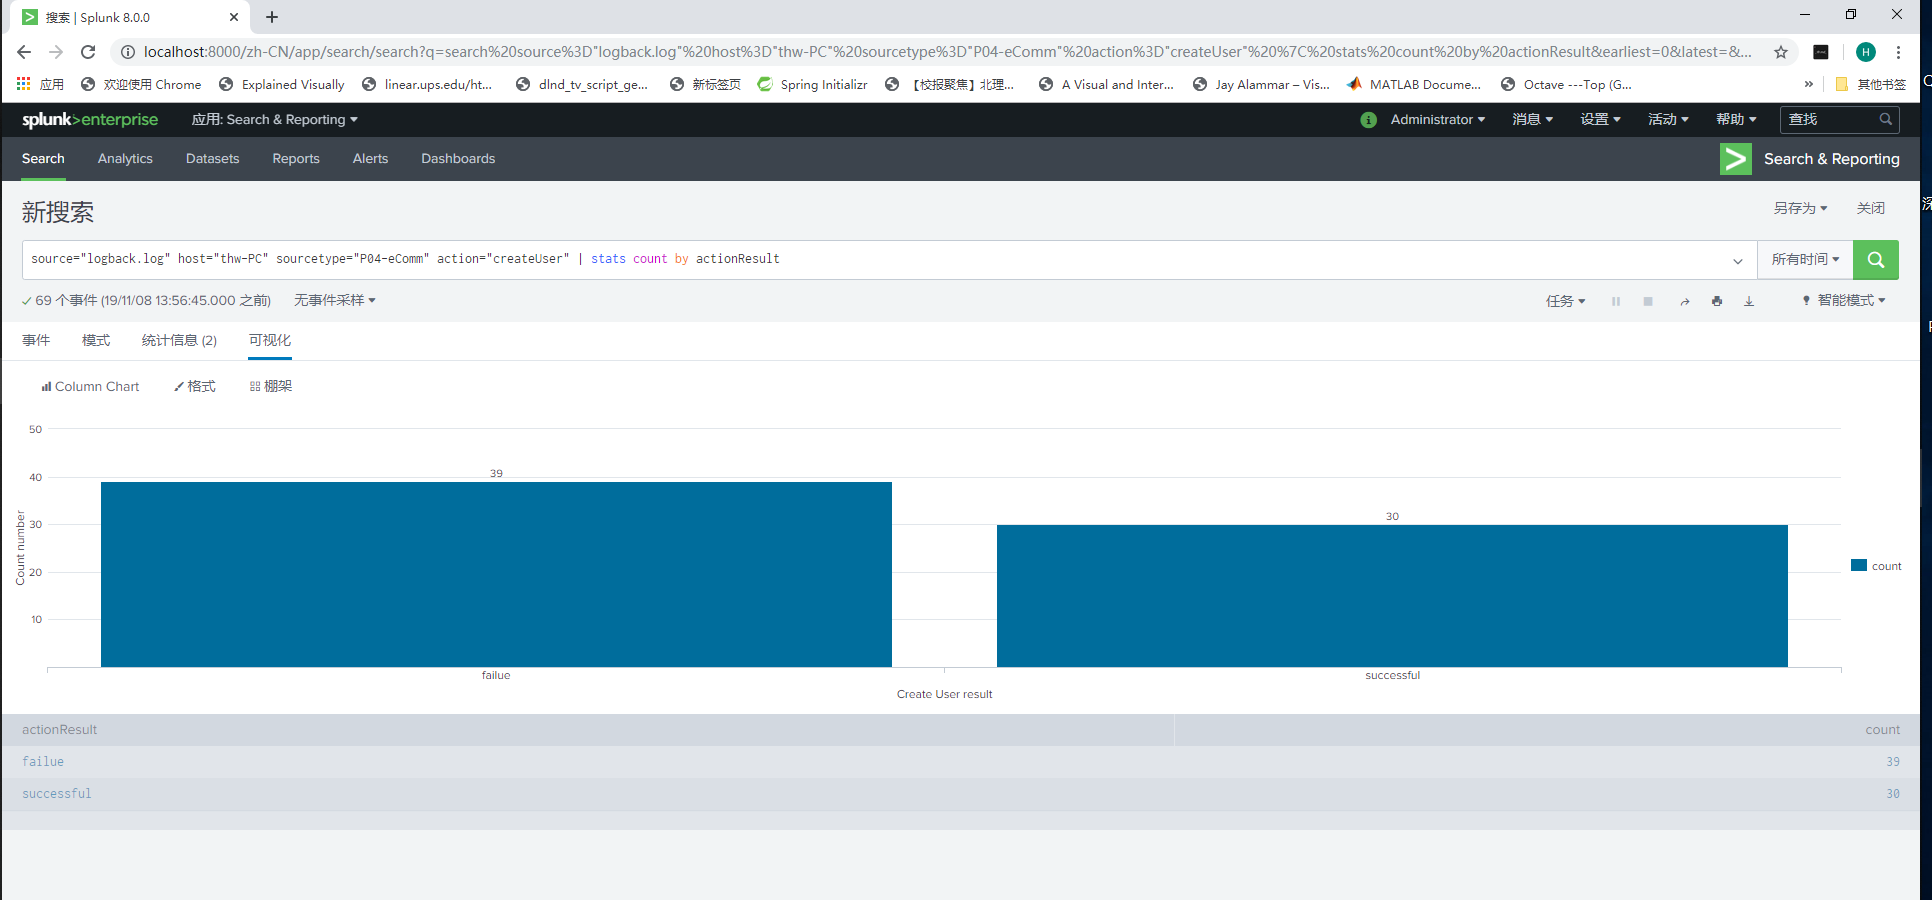 搜索 | Splunk 8.0.0
localhost:8000/zh-CN/app/search/search?q=search%20source%3D"logback.log"%20host%3D"thw-PC"%20sourcetype%3D"P04-eComm"%20action%3D"createUser"%20%7C%20stats%20count%20by%20actionResult&earliest=0&latest=&... H
应用 欢迎使用 Chrome Explained Visually linear.ups.edu/ht... dlnd_tv_script_ge... 新标签页 Spring Initializr 【校报聚焦】北理... A Visual and Inter... Jay Alammar – Vis... MATLAB Docume... Octave ---Top (G... » 其他书签
splunk>enterprise 应用: Search & Reporting Administrator 消息 设置 活动 帮助 查找
Search Analytics Datasets Reports Alerts Dashboards Search & Reporting
新搜索 另存为 关闭
source="logback.log" host="thw-PC" sourcetype="P04-eComm" action="createUser" | stats count by actionResult 所有时间
69 个事件 (19/11/08 13:56:45.000 之前) 无事件采样 任务 智能模式
事件 模式 统计信息 (2) 可视化
Column Chart 格式 棚架
50
40
30
20
10
Count number
39
30
failue successful
Create User result
count
actionResult count
failue 39
successful 30